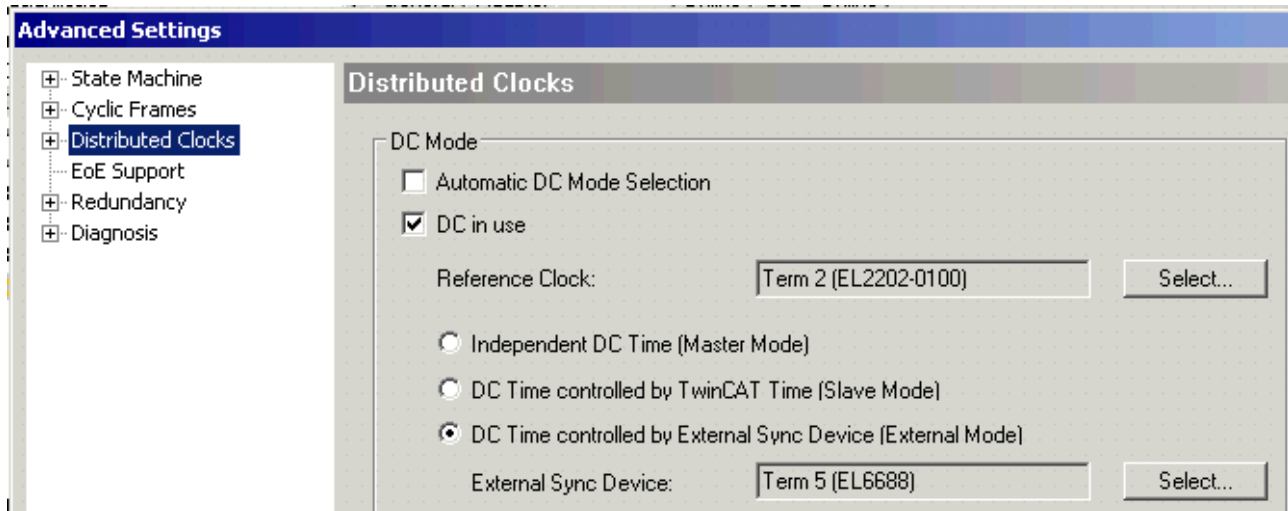 Advanced Settings
State Machine
Cyclic Frames
Distributed Clocks
EoE Support
Redundancy
Diagnosis
Distributed Clocks
DC Mode
Automatic DC Mode Selection
DC in use
Reference Clock: Term 2 (EL2202-0100) Select...
Independent DC Time (Master Mode)
DC Time controlled by TwinCAT Time (Slave Mode)
DC Time controlled by External Sync Device (External Mode)
External Sync Device: Term 5 (EL6688) Select...